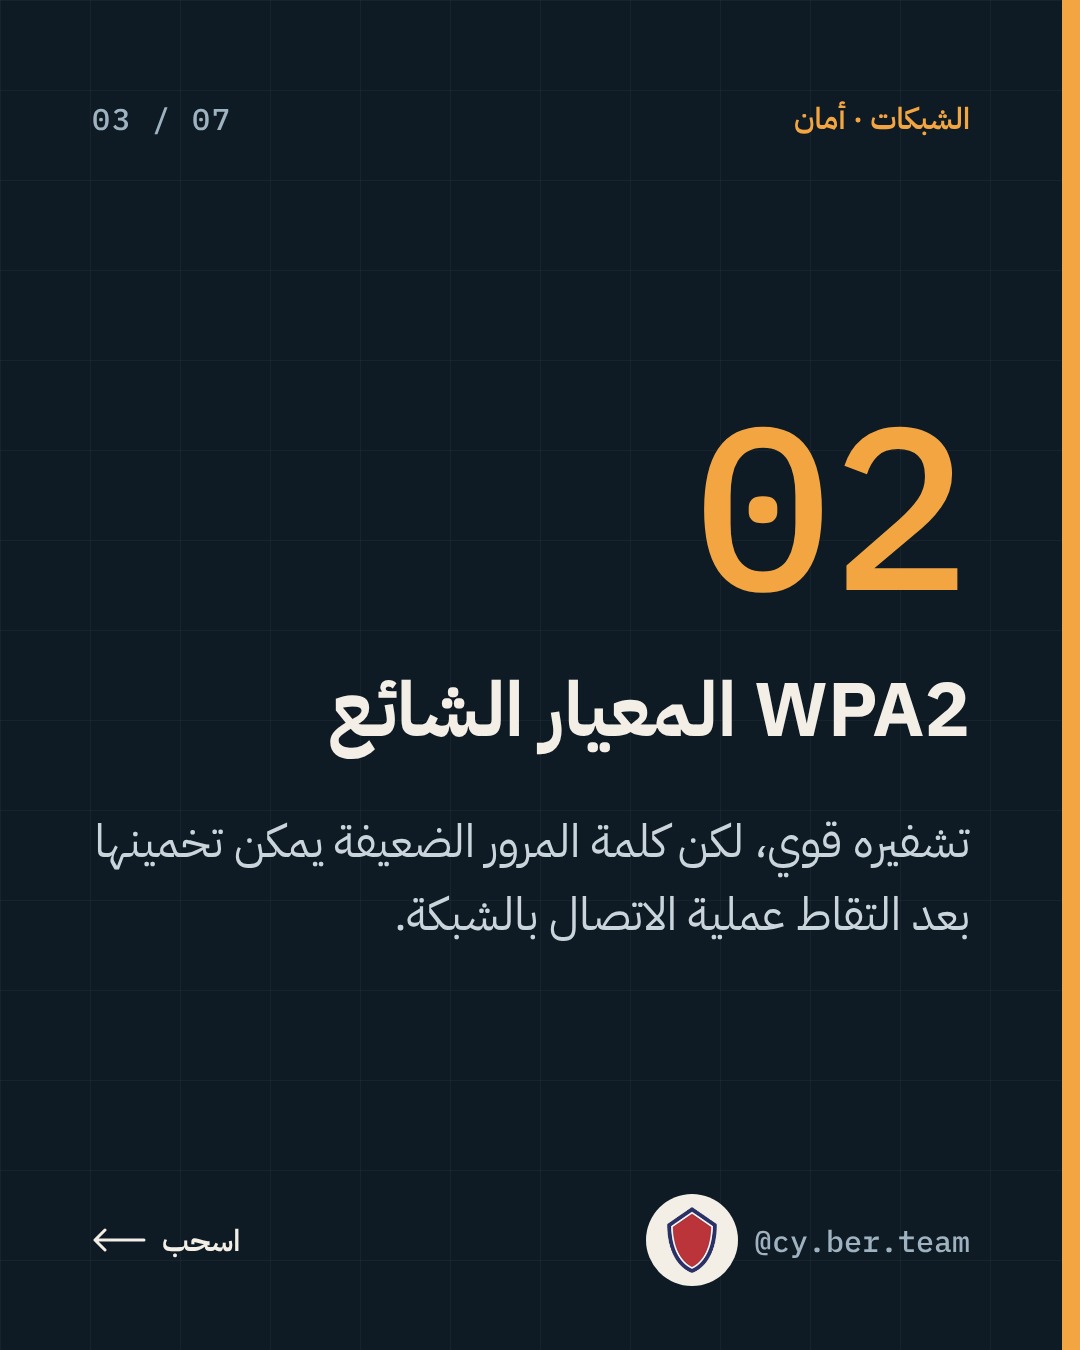 الشبكات · أمان
03 / 07
02
WPA2 المعيار الشائع
تشفيره قوي، لكن كلمة المرور الضعيفة يمكن تخمينها
بعد التقاط عملية الاتصال بالشبكة.
@cy.ber.team
اسحب ←